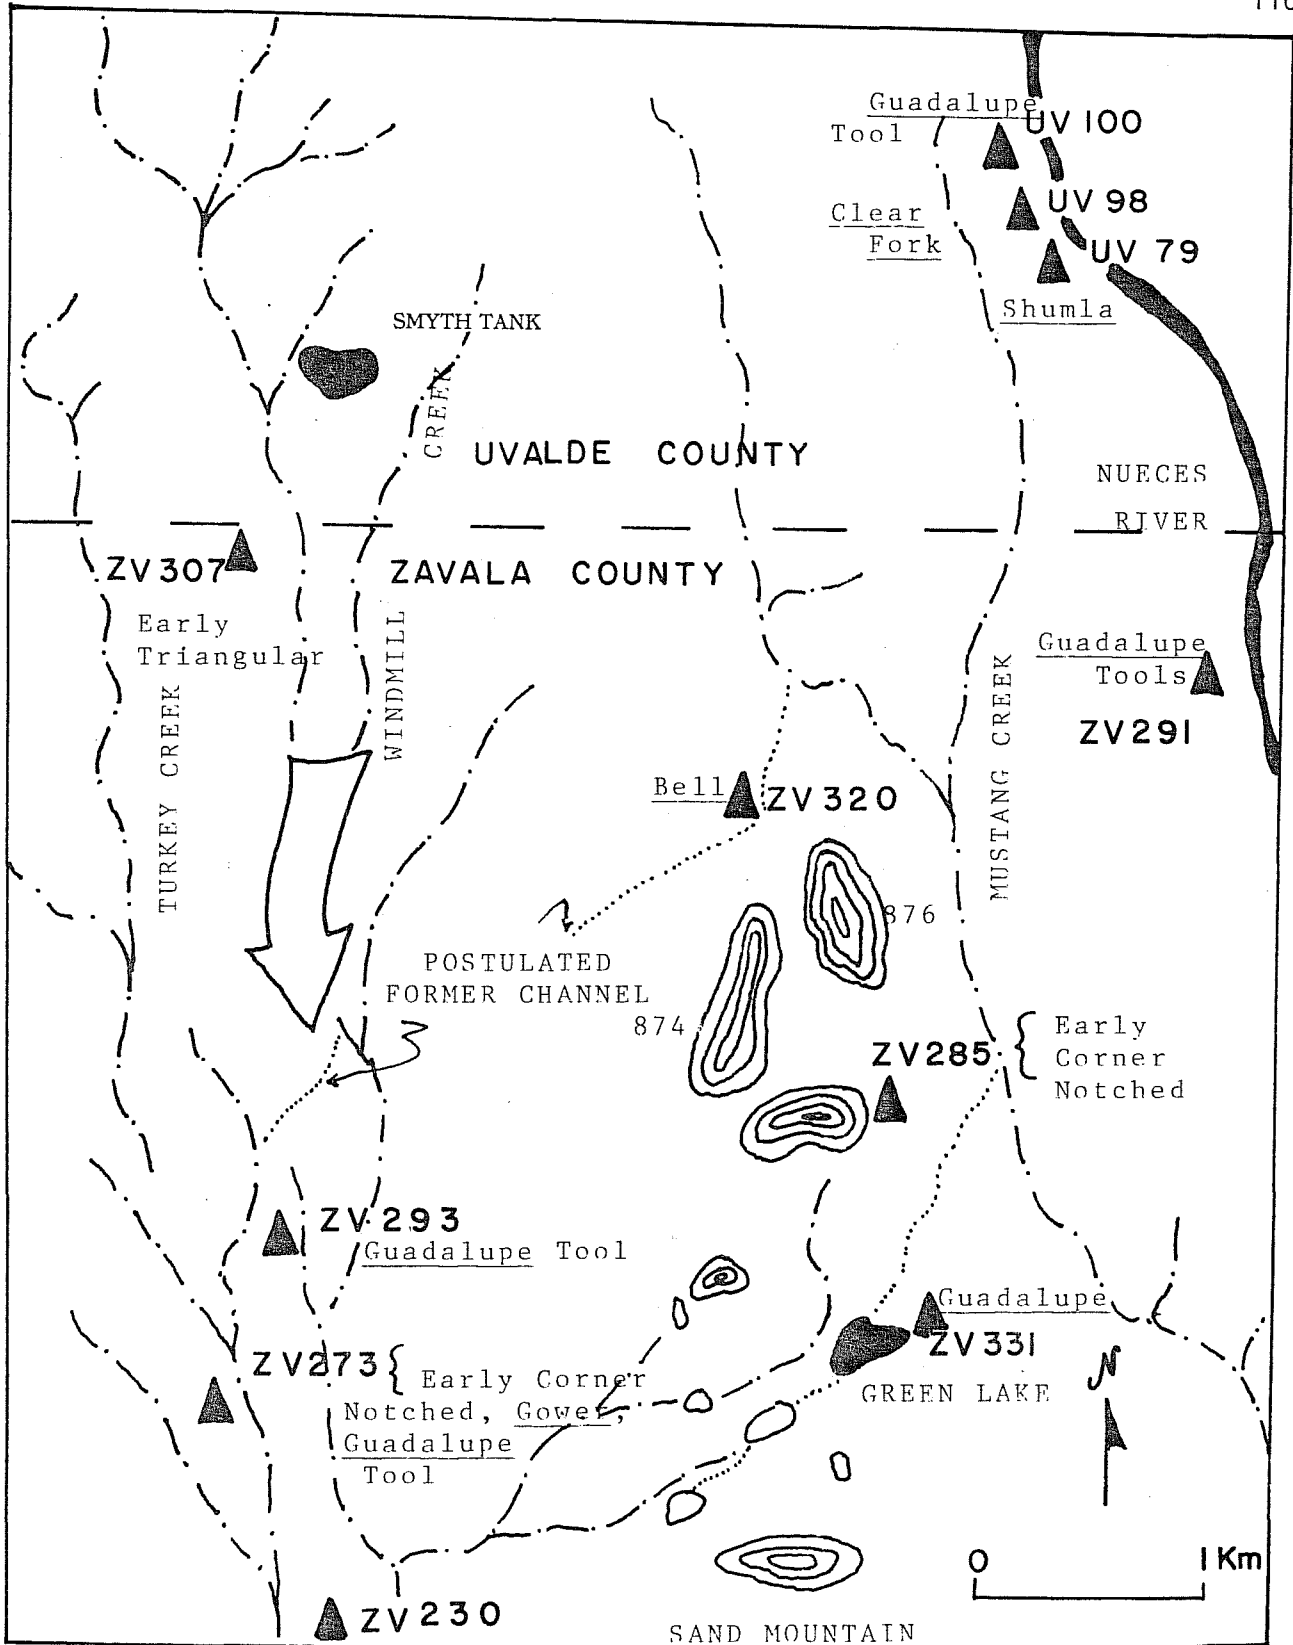 Guadalupe
Tool
UV 100
Clear
Fork
UV 98
UV 79
Shumla
SMYTH TANK
CREEK
UVALDE COUNTY
NUECES
RIVER
ZV307
ZAVALA COUNTY
Early
Triangular
WINDMILL
TURKEY CREEK
Guadalupe
Tools
ZV291
MUSTANG CREEK
Bell
ZV320
876
POSTULATED
FORMER CHANNEL
874
ZV285
Early
Corner
Notched
ZV293
Guadalupe Tool
Guadalupe
ZV331
GREEN LAKE
N
ZV273
Early Corner
Notched, Gower,
Guadalupe
Tool
0 1 Km
ZV230
SAND MOUNTAIN